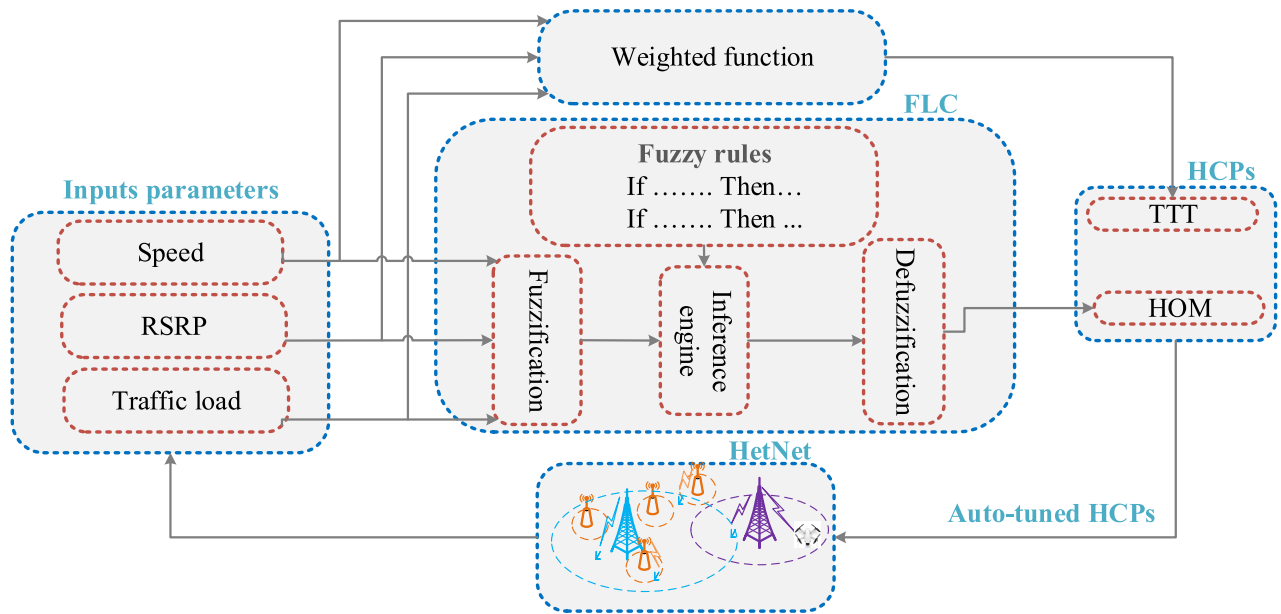 Weighted function
FLC
Fuzzy rules
If ……. Then…
If ……. Then ...
Inputs parameters
Speed
RSRP
Traffic load
Fuzzification
Inference
engine
Defuzzification
HCPs
TTT
HOM
HetNet
Auto-tuned HCPs